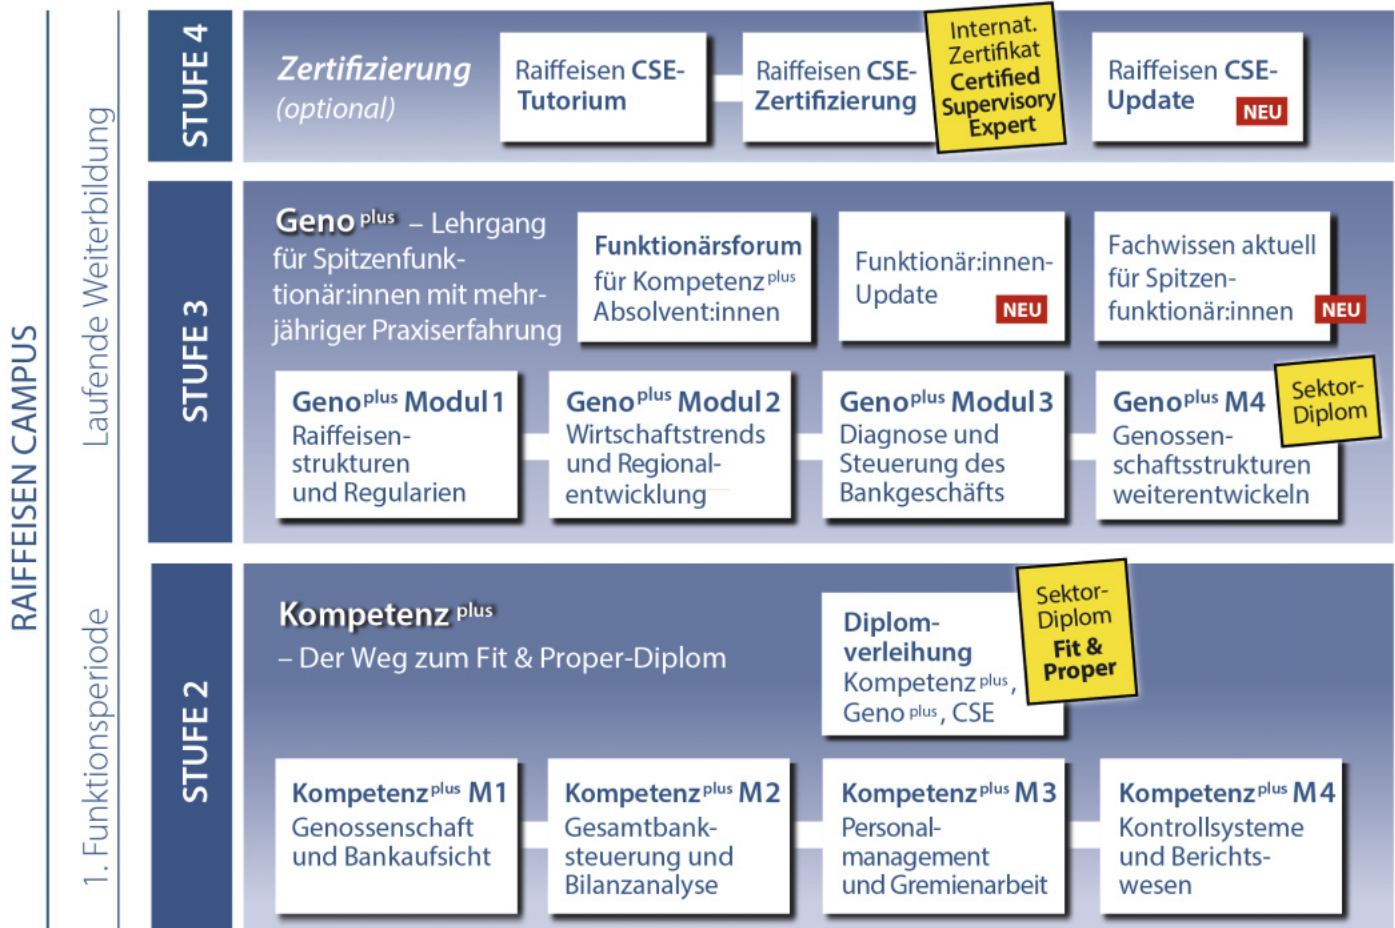 RAIFFEISEN CAMPUS
Laufende Weiterbildung
1. Funktionsperiode
STUFE 4
Zertifizierung
(optional)
Raiffeisen CSE-
Tutorium
Raiffeisen CSE-
Zertifizierung
Internat.
Zertifikat
Certified
Supervisory
Expert
Raiffeisen CSE-
Update
NEU
STUFE 3
Geno plus – Lehrgang
für Spitzenfunk-
tionär:innen mit mehr-
jähriger Praxiserfahrung
Funktionärsforum
für Kompetenz plus
Absolvent:innen
Funktionär:innen-
Update
NEU
Fachwissen aktuell
für Spitzen-
funktionär:innen
NEU
Geno plus Modul 1
Raiffeisen-
strukturen
und Regularien
Geno plus Modul 2
Wirtschaftstrends
und Regional-
entwicklung
Geno plus Modul 3
Diagnose und
Steuerung des
Bankgeschäfts
Geno plus M4
Genossen-
schaftsstrukturen
weiterentwickeln
Sektor-
Diplom
STUFE 2
Kompetenz plus
– Der Weg zum Fit & Proper-Diplom
Diplom-
verleihung
Kompetenz plus,
Geno plus, CSE
Sektor-
Diplom
Fit &
Proper
Kompetenz plus M1
Genossenschaft
und Bankaufsicht
Kompetenz plus M2
Gesamtbank-
steuerung und
Bilanzanalyse
Kompetenz plus M3
Personal-
management
und Gremienarbeit
Kompetenz plus M4
Kontrollsysteme
und Berichts-
wesen